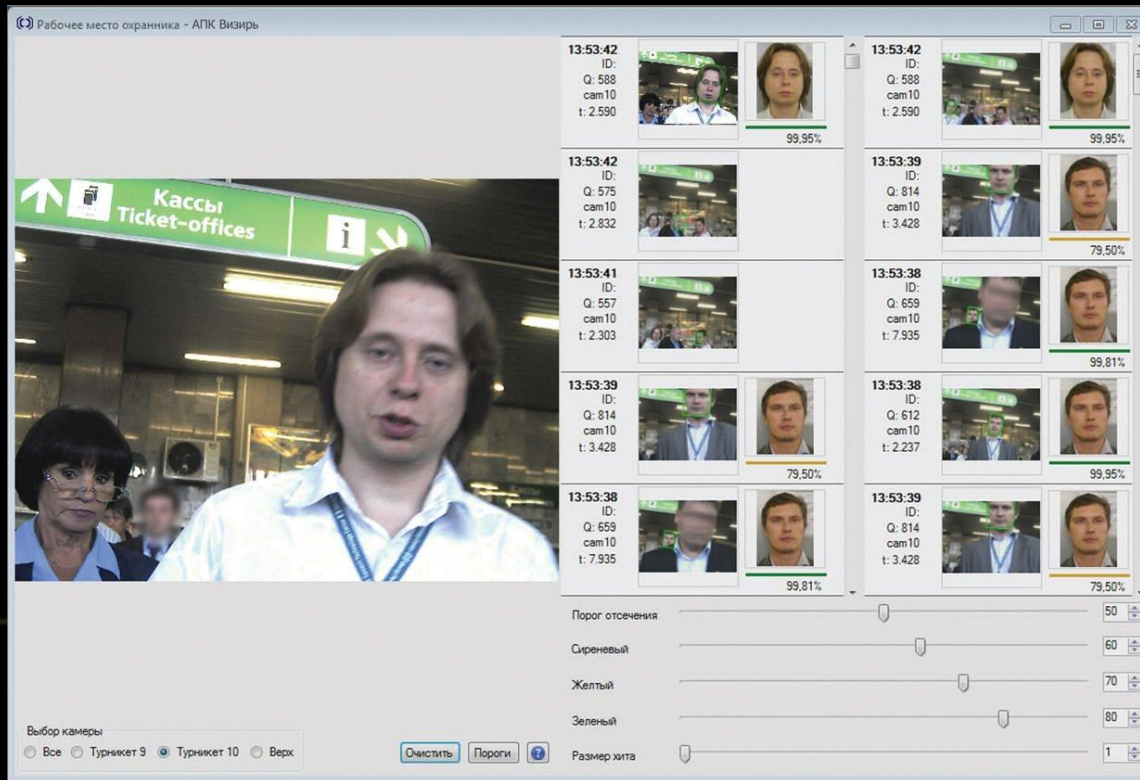 Рабочее место охранника - АПК Визирь
Кассы
Ticket-offices
i
13:53:42
ID:
Q: 588
cam10
t: 2.590
99,95%
13:53:42
ID:
Q: 575
cam10
t: 2.832
13:53:41
ID:
Q: 557
cam10
t: 2.303
13:53:39
ID:
Q: 814
cam10
t: 3.428
79,50%
13:53:38
ID:
Q: 659
cam10
t: 7.935
99,81%
13:53:42
ID:
Q: 588
cam10
t: 2.590
99,95%
13:53:39
ID:
Q: 814
cam10
t: 3.428
79,50%
13:53:38
ID:
Q: 659
cam10
t: 7.935
99,81%
13:53:38
ID:
Q: 612
cam10
t: 2.237
99,95%
13:53:39
ID:
Q: 814
cam10
t: 3.428
79,50%
Порог отсечения 50
Сиреневый 60
Желтый 70
Зеленый 80
Размер хита 1
Выбор камеры
Все Турникет 9 Турникет 10 Верх
Очистить Пороги ?